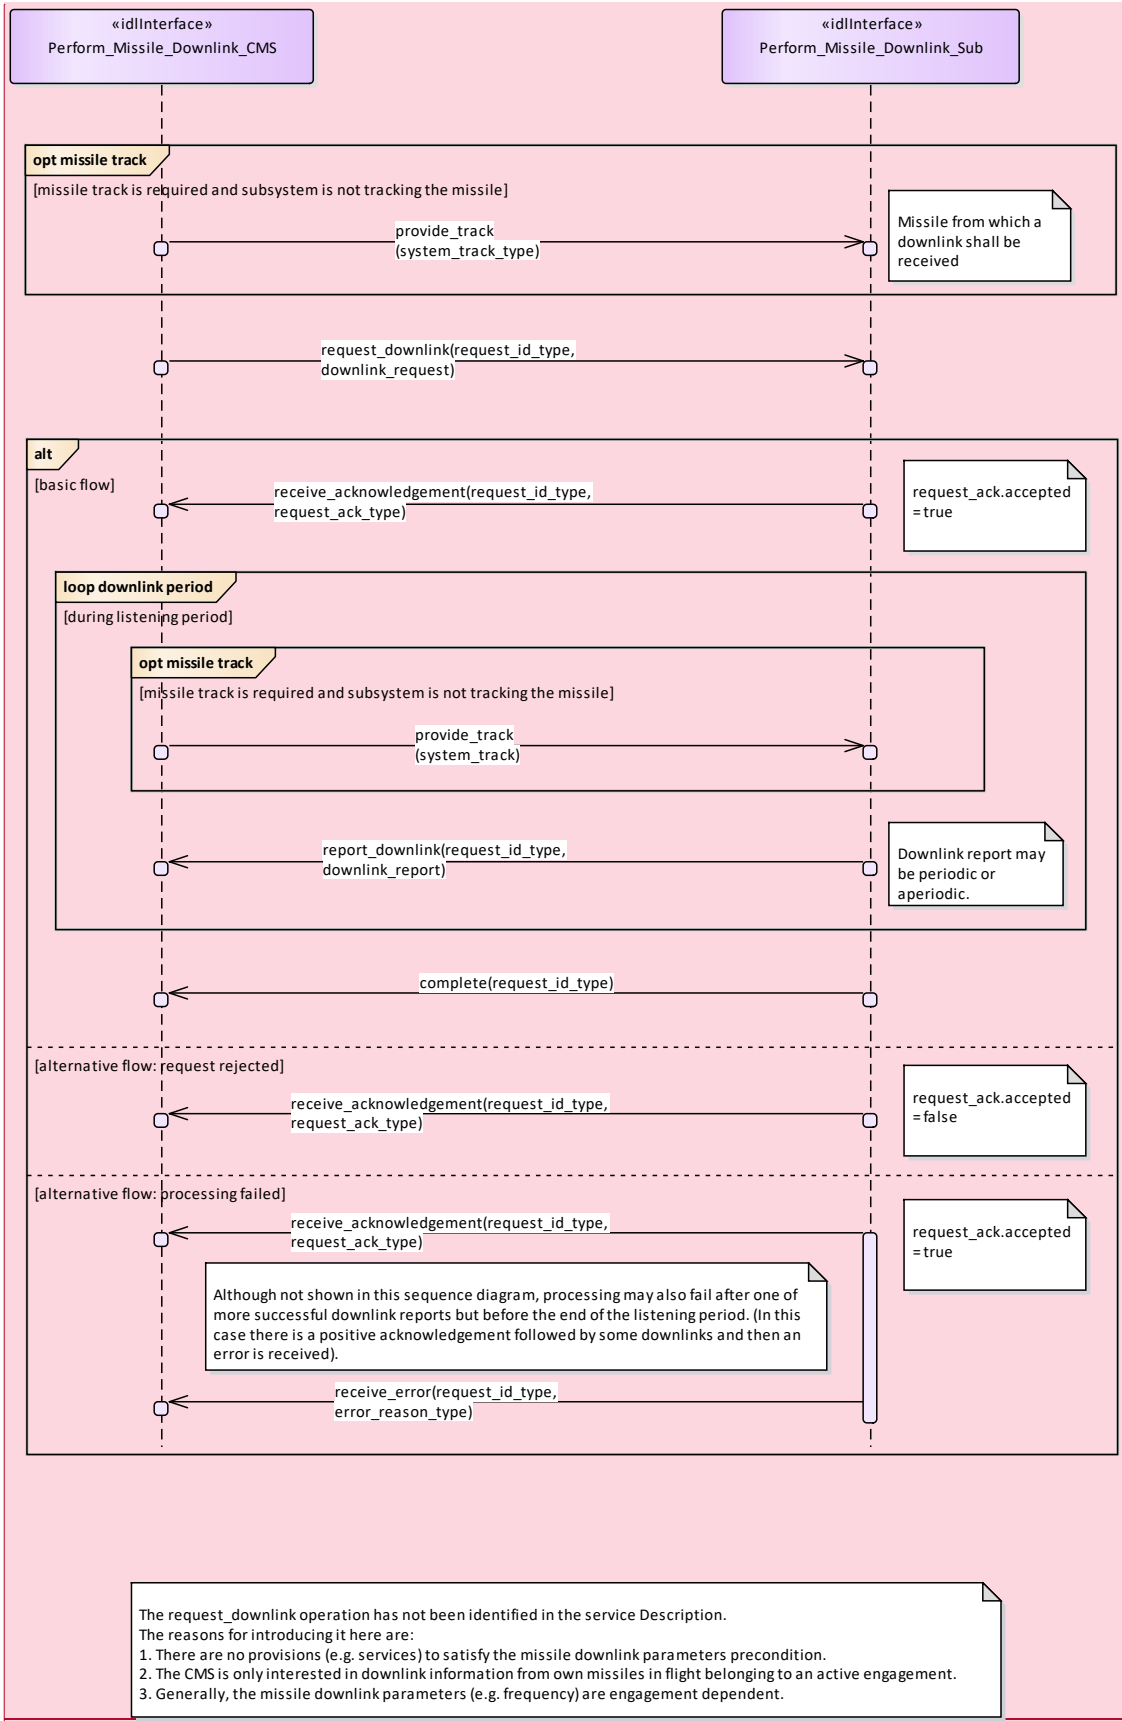 «idlInterface»
Perform_Missile_Downlink_CMS
«idlInterface»
Perform_Missile_Downlink_Sub
opt missile track
[missile track is required and subsystem is not tracking the missile]
provide_track
(system_track_type)
Missile from which a
downlink shall be
received
request_downlink(request_id_type,
downlink_request)
alt
[basic flow]
receive_acknowledgement(request_id_type,
request_ack_type)
request_ack.accepted
=true
loop downlink period
[during listening period]
opt missile track
[missile track is required and subsystem is not tracking the missile]
provide_track
(system_track)
report_downlink(request_id_type,
downlink_report)
Downlink report may
be periodic or
aperiodic.
complete(request_id_type)
[alternative flow: request rejected]
receive_acknowledgement(request_id_type,
request_ack_type)
request_ack.accepted
=false
[alternative flow: processing failed]
receive_acknowledgement(request_id_type,
request_ack_type)
request_ack.accepted
=true
Although not shown in this sequence diagram, processing may also fail after one of
more successful downlink reports but before the end of the listening period. (In this
case there is a positive acknowledgement followed by some downlinks and then an
error is received).
receive_error(request_id_type,
error_reason_type)
The request_downlink operation has not been identified in the service Description.
The reasons for introducing it here are:
1. There are no provisions (e.g. services) to satisfy the missile downlink parameters precondition.
2. The CMS is only interested in downlink information from own missiles in flight belonging to an active engagement.
3. Generally, the missile downlink parameters (e.g. frequency) are engagement dependent.